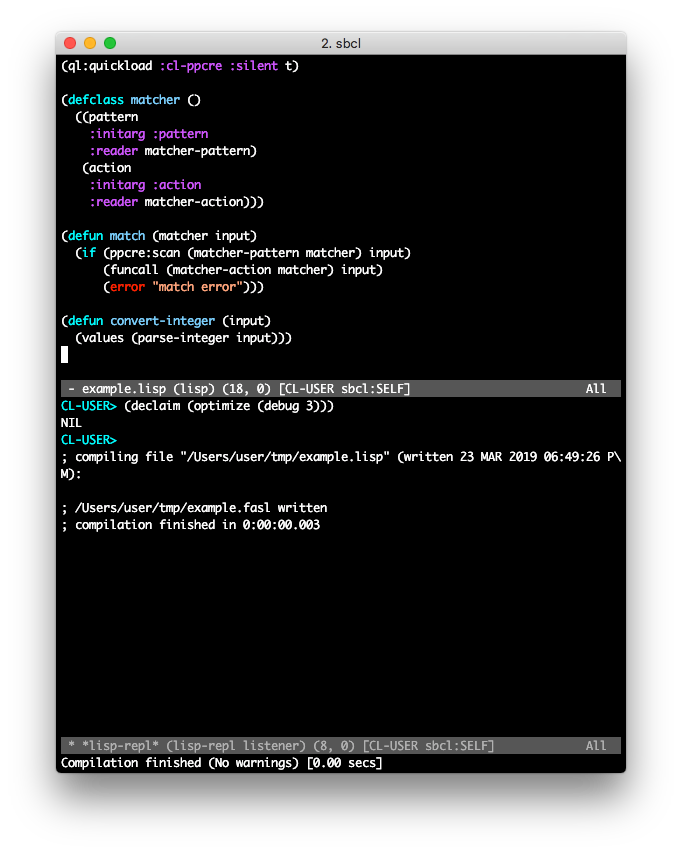 2. sbcl
(ql:quickload :cl-ppcre :silent t)
(defclass matcher ()
((pattern
:initarg :pattern
:reader matcher-pattern)
(action
:initarg :action
:reader matcher-action)))
(defun match (matcher input)
(if (ppcre:scan (matcher-pattern matcher) input)
(funcall (matcher-action matcher) input)
(error "match error")))
(defun convert-integer (input)
(values (parse-integer input)))
- example.lisp (lisp) (18, 0) [CL-USER sbcl:SELF] All
CL-USER> (declaim (optimize (debug 3)))
NIL
CL-USER>
; compiling file "/Users/user/tmp/example.lisp" (written 23 MAR 2019 06:49:26 P\
M):
; /Users/user/tmp/example.fasl written
; compilation finished in 0:00:00.003
* *lisp-repl* (lisp-repl listener) (8, 0) [CL-USER sbcl:SELF] All
Compilation finished (No warnings) [0.00 secs]